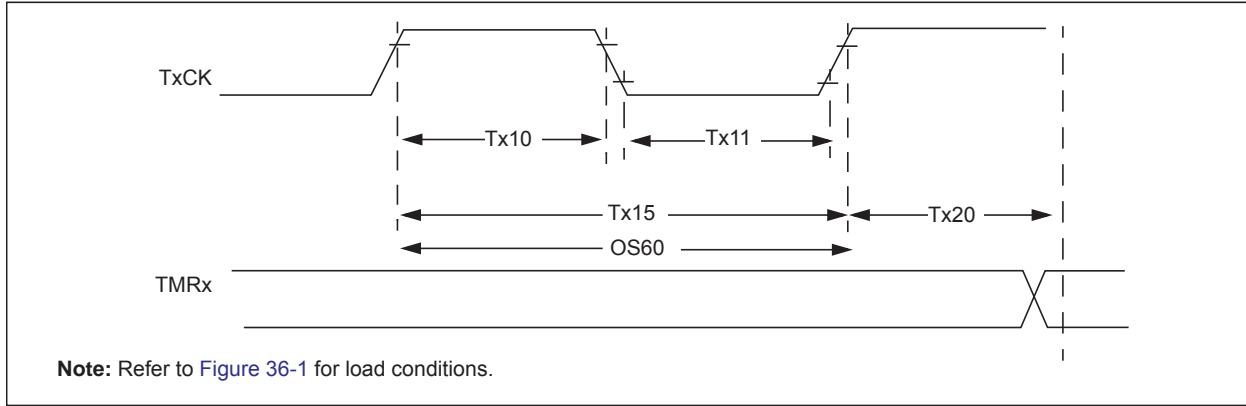 TxCK
Tx10
Tx11
Tx15
Tx20
OS60
TMRx
Note: Refer to Figure 36-1 for load conditions.